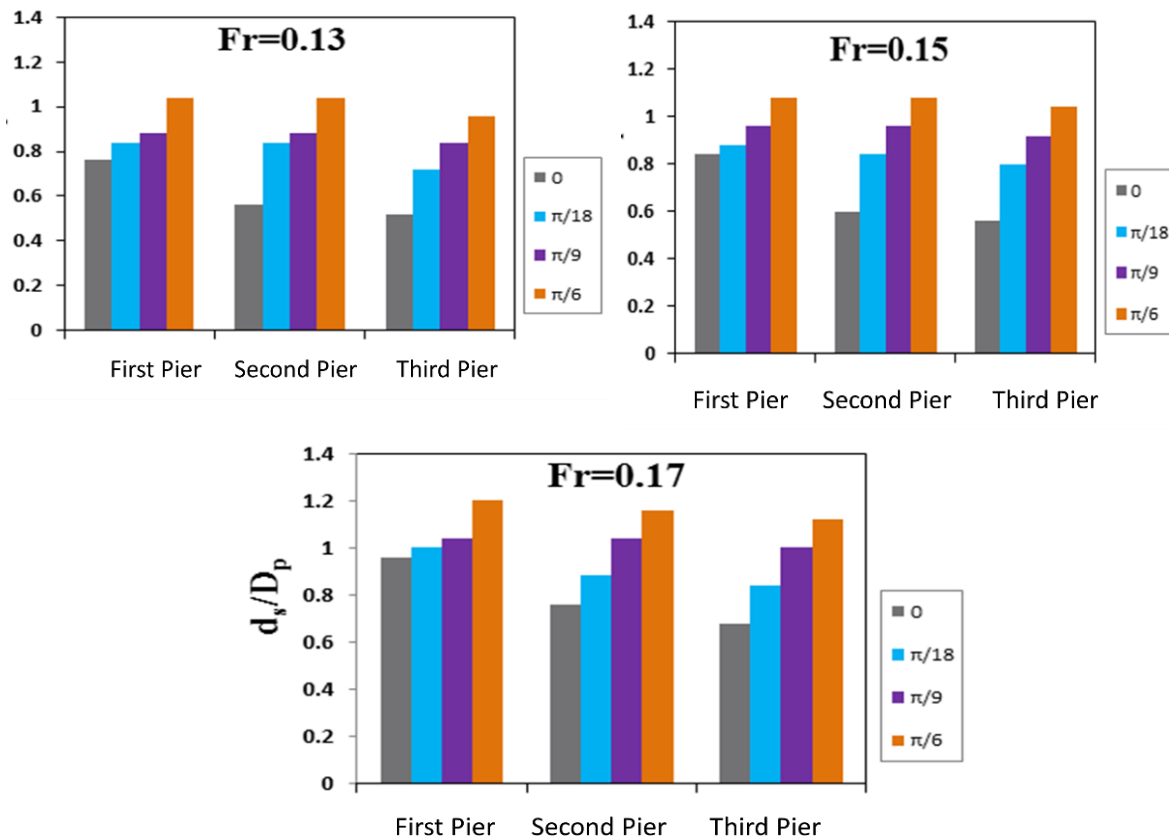 Fr=0.13
1.4
1.2
1
0.8
0.6
0.4
0.2
0
First Pier Second Pier Third Pier
0
π/18
π/9
π/6
Fr=0.15
1.4
1.2
1
0.8
0.6
0.4
0.2
0
First Pier Second Pier Third Pier
0
π/18
π/9
π/6
Fr=0.17
dₛ/Dₚ
1.4
1.2
1
0.8
0.6
0.4
0.2
0
First Pier Second Pier Third Pier
0
π/18
π/9
π/6